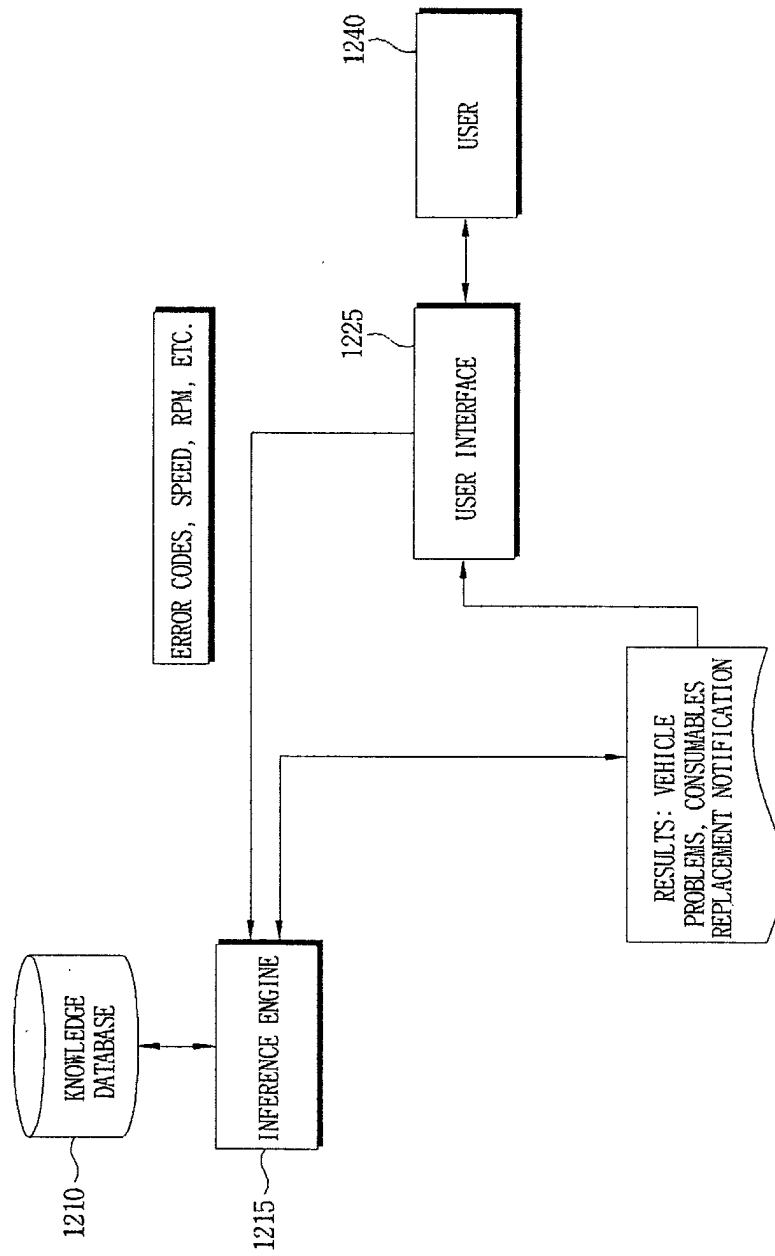 1210
KNOWLEDGE
DATABASE
1215
INFERENCE ENGINE
ERROR CODES, SPEED, RPM, ETC.
RESULTS: VEHICLE
PROBLEMS, CONSUMABLES
REPLACEMENT NOTIFICATION
1225
USER INTERFACE
1240
USER